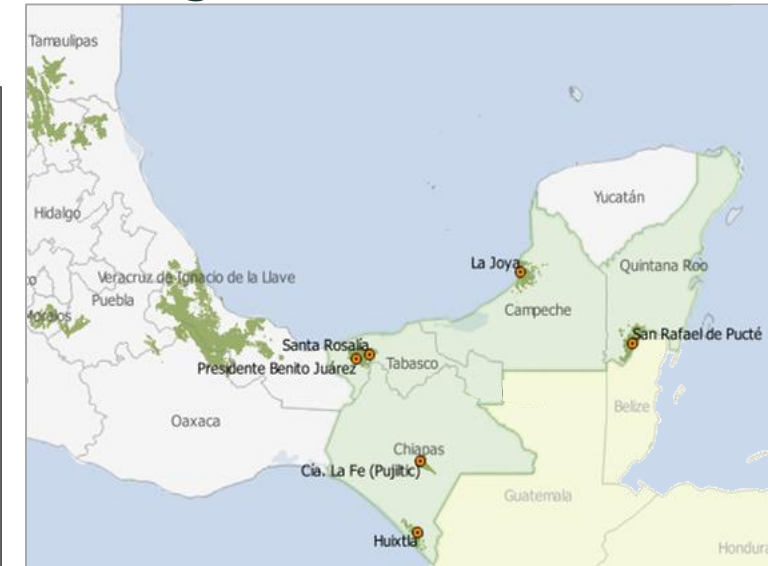 Tamaulipas
Hidalgo
Veracruz de Ignacio de la Llave
Puebla
Morelos
Yucatán
La Joya
Quintana Roo
Campeche
San Rafael de Pucté
Santa Rosalía
Presidente Benito Juárez
Tabasco
Belize
Oaxaca
Chiapas
Cía. La Fe (Pujiltic)
Guatemala
Huixtla